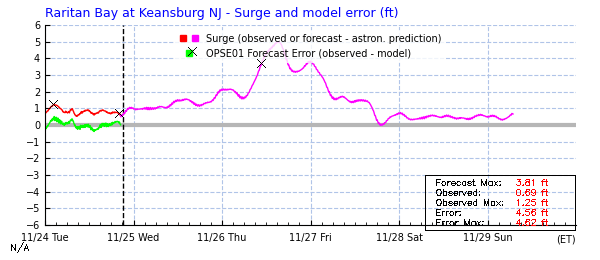 Raritan Bay at Keansburg NJ - Surge and model error (ft)
Surge (observed or forecast - astron. prediction)
OPSE01 Forecast Error (observed - model)
6
5
4
3
2
1
0
−1
−2
−3
−4
−5
−6
Forecast Max: 3.81 ft
Observed: 0.69 ft
Observed Max: 1.25 ft
Error: 4.56 ft
Error Max: 4.62 ft
11/24 Tue 11/25 Wed 11/26 Thu 11/27 Fri 11/28 Sat 11/29 Sun (ET)
N/A